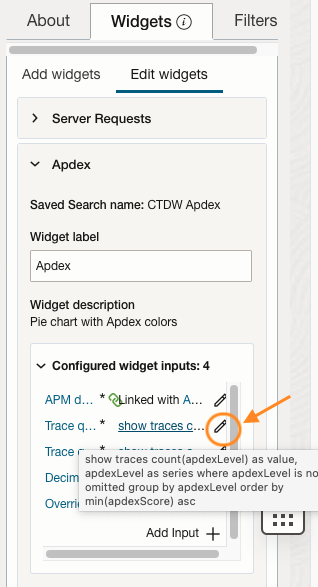 About Widgets i Filters
Add widgets Edit widgets
Server Requests
Apdex
Saved Search name: CTDW Apdex
Widget label
Apdex
Widget description
Pie chart with Apdex colors
Configured widget inputs: 4
APM d... * Linked with A...
Trace q... * show traces c...
Trace
show traces count(apdexLevel) as value,
apdexLevel as series where apdexLevel is no
omitted group by apdexLevel order by
min(apdexScore) asc
Decim
Overri
Add Input +